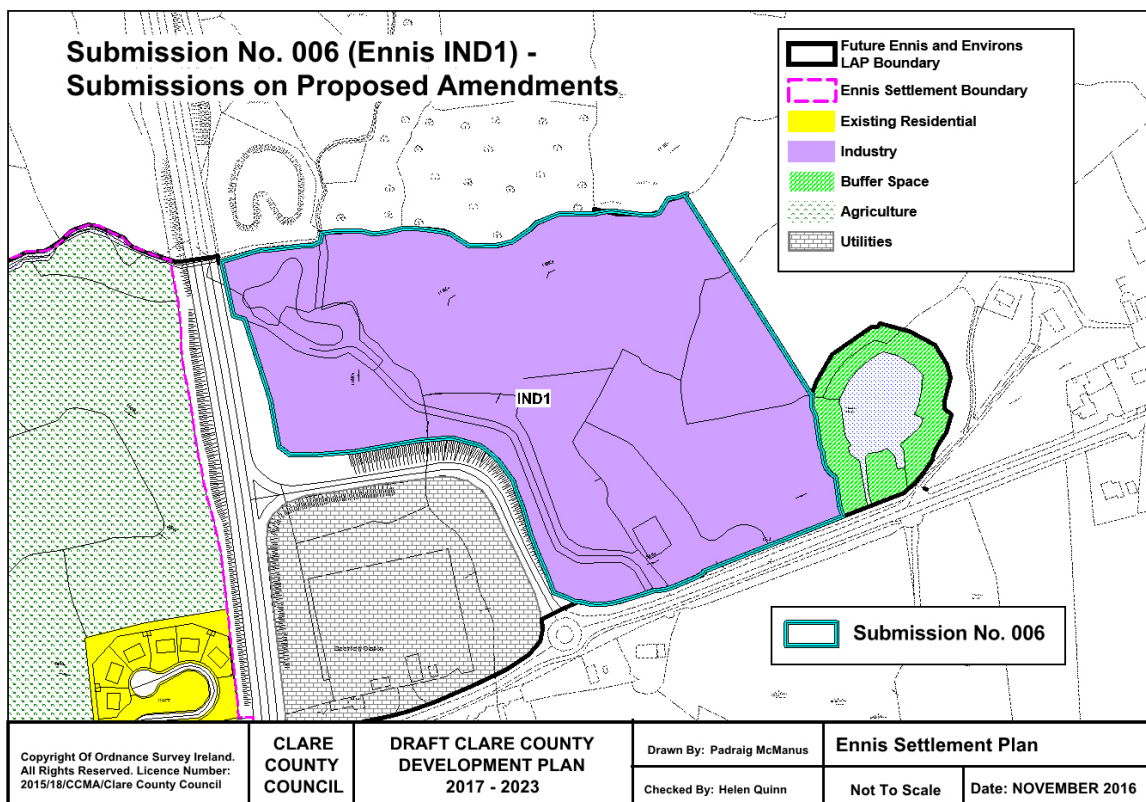 Submission No. 006 (Ennis IND1) -
Submissions on Proposed Amendments
Future Ennis and Environs
LAP Boundary
Ennis Settlement Boundary
Existing Residential
Industry
Buffer Space
Agriculture
Utilities
IND1
Electricity Station
Submission No. 006
Copyright Of Ordnance Survey Ireland.
All Rights Reserved. Licence Number:
2015/18/CCMA/Clare County Council
CLARE
COUNTY
COUNCIL
DRAFT CLARE COUNTY
DEVELOPMENT PLAN
2017 - 2023
Drawn By: Padraig McManus
Checked By: Helen Quinn
Ennis Settlement Plan
Not To Scale
Date: NOVEMBER 2016